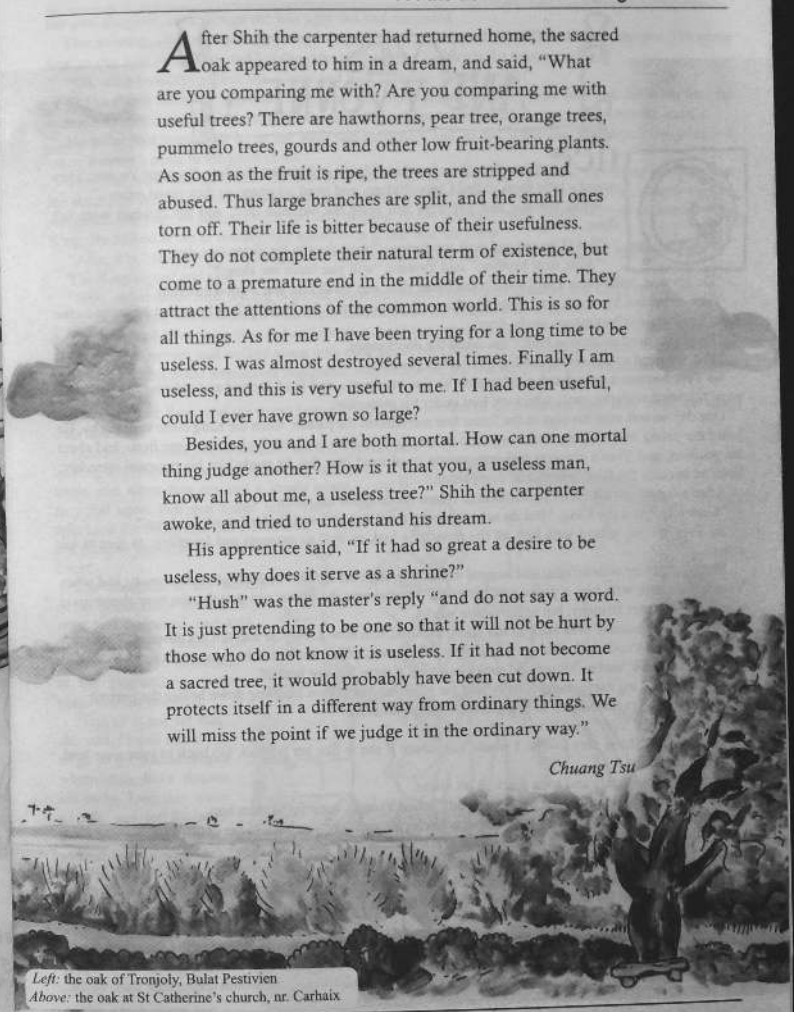 After Shih the carpenter had returned home, the sacred
oak appeared to him in a dream, and said, “What
are you comparing me with? Are you comparing me with
useful trees? There are hawthorns, pear tree, orange trees,
pummelo trees, gourds and other low fruit-bearing plants.
As soon as the fruit is ripe, the trees are stripped and
abused. Thus large branches are split, and the small ones
torn off. Their life is bitter because of their usefulness.
They do not complete their natural term of existence, but
come to a premature end in the middle of their time. They
attract the attentions of the common world. This is so for
all things. As for me I have been trying for a long time to be
useless. I was almost destroyed several times. Finally I am
useless, and this is very useful to me. If I had been useful,
could I ever have grown so large?
Besides, you and I are both mortal. How can one mortal
thing judge another? How is it that you, a useless man,
know all about me, a useless tree?” Shih the carpenter
awoke, and tried to understand his dream.
His apprentice said, “If it had so great a desire to be
useless, why does it serve as a shrine?”
“Hush” was the master's reply “and do not say a word.
It is just pretending to be one so that it will not be hurt by
those who do not know it is useless. If it had not become
a sacred tree, it would probably have been cut down. It
protects itself in a different way from ordinary things. We
will miss the point if we judge it in the ordinary way.”
Chuang Tsu
Left: the oak of Tronjoly, Bulat Pestivien
Above: the oak at St Catherine's church, nr. Carhaix